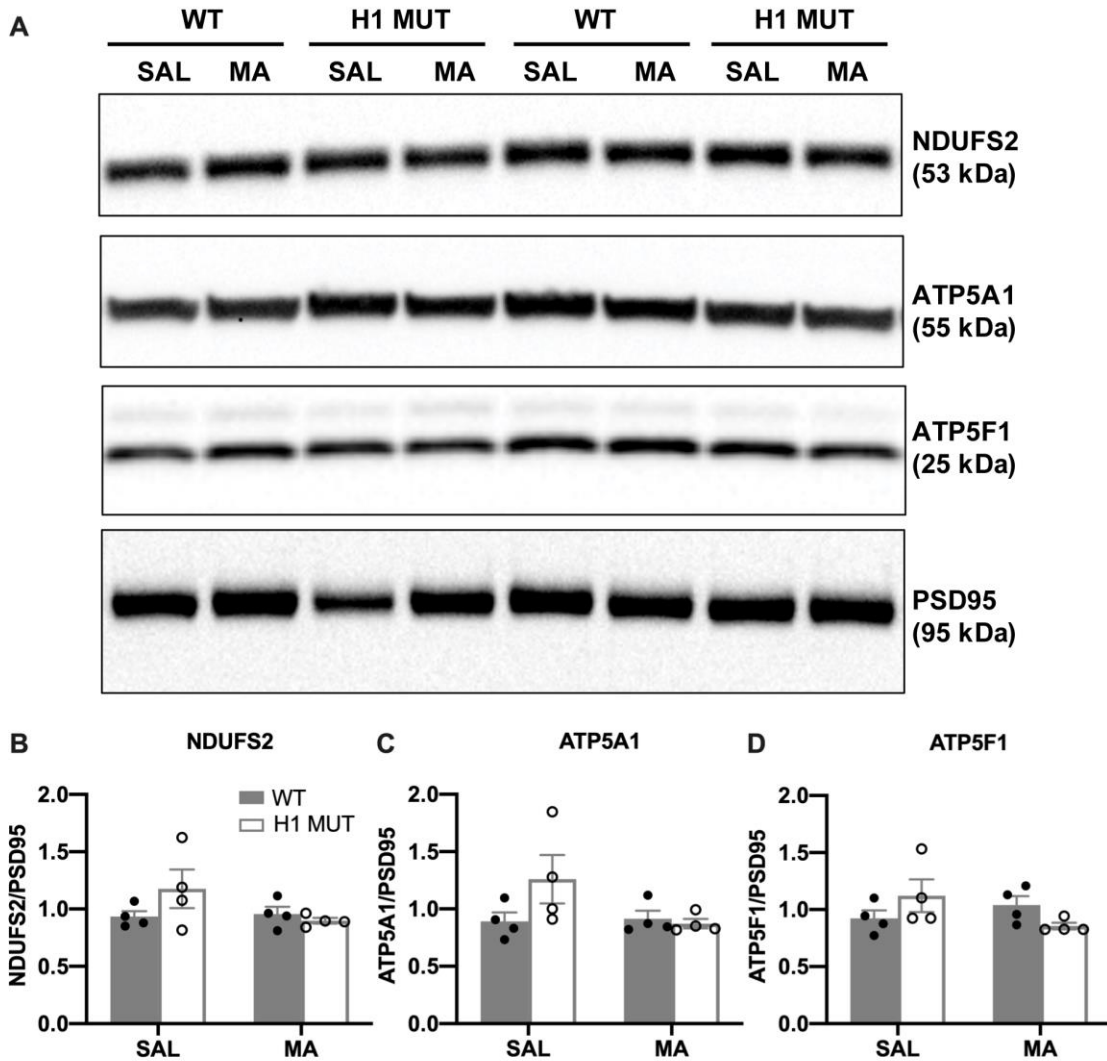 A
WT H1 MUT WT H1 MUT
SAL MA SAL MA SAL MA SAL MA
NDUFS2
(53 kDa)
ATP5A1
(55 kDa)
ATP5F1
(25 kDa)
PSD95
(95 kDa)
B NDUFS2
NDUFS2/PSD95
2.0
1.5
1.0
0.5
0.0
WT
H1 MUT
SAL MA
C ATP5A1
ATP5A1/PSD95
2.0
1.5
1.0
0.5
0.0
SAL MA
D ATP5F1
ATP5F1/PSD95
2.0
1.5
1.0
0.5
0.0
SAL MA